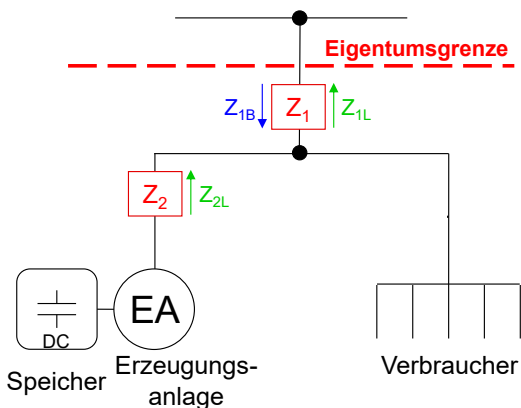 Eigentumsgrenze
Z1B
Z1
Z1L
Z2
Z2L
EA
DC
Speicher
Erzeugungs-
anlage
Verbraucher